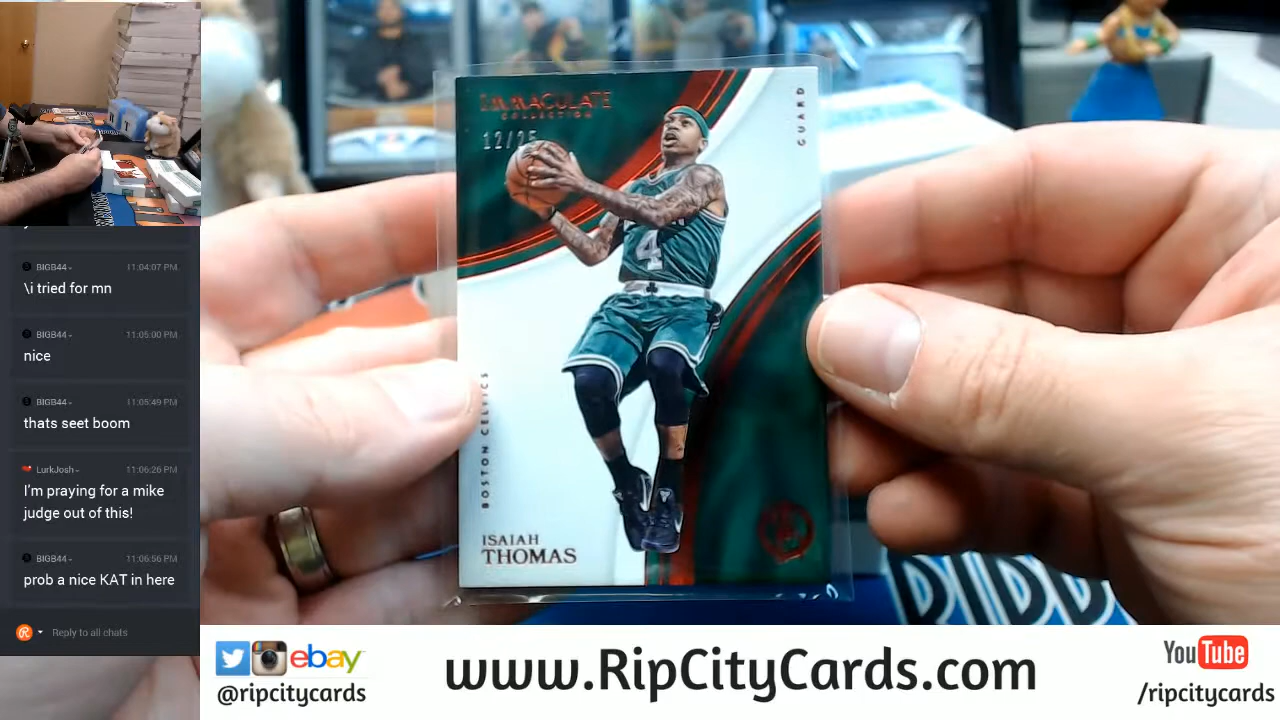 BIGB44
11:04:07 PM
\i tried for mn
BIGB44
11:05:00 PM
nice
BIGB44
11:05:49 PM
thats seet boom
LurkJosh
11:06:26 PM
I'm praying for a mike
judge out of this!
BIGB44
11:06:56 PM
prob a nice KAT in here
Reply to all chats
IMMACULATE
COLLECTION
12/25
GUARD
4
BOSTON CELTICS
ISAIAH
THOMAS
ebay
@ripcitycards
www.RipCityCards.com
YouTube
/ripcitycards